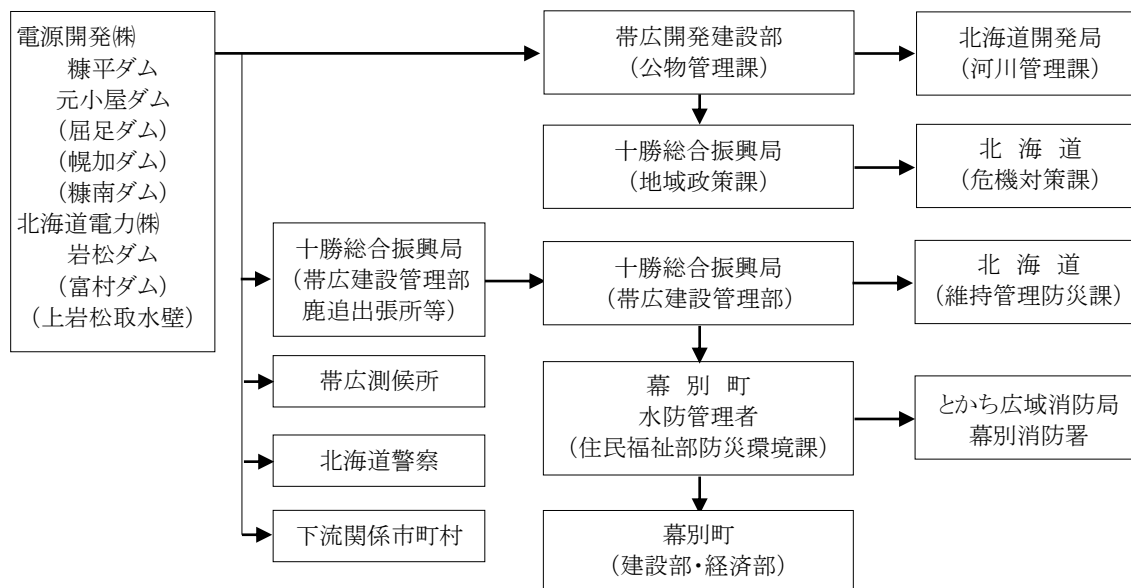 電源開発㈱
糠平ダム
元小屋ダム
(屈足ダム)
(幌加ダム)
(糠南ダム)
北海道電力㈱
岩松ダム
(富村ダム)
(上岩松取水壁)
帯広開発建設部
(公物管理課)
北海道開発局
(河川管理課)
十勝総合振興局
(地域政策課)
北 海 道
(危機対策課)
十勝総合振興局
(帯広建設管理部
鹿追出張所等)
十勝総合振興局
(帯広建設管理部)
北 海 道
(維持管理防災課)
帯広測候所
幕 別 町
水防管理者
(住民福祉部防災環境課)
とかち広域消防局
幕別消防署
北海道警察
下流関係市町村
幕別町
(建設部・経済部)